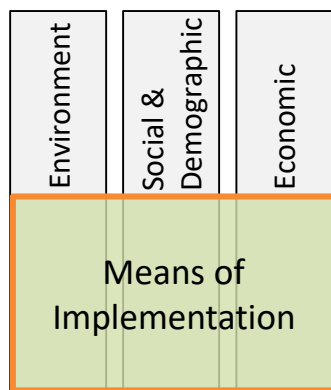 Environment
Social &
Demographic
Economic
Means of
Implementation